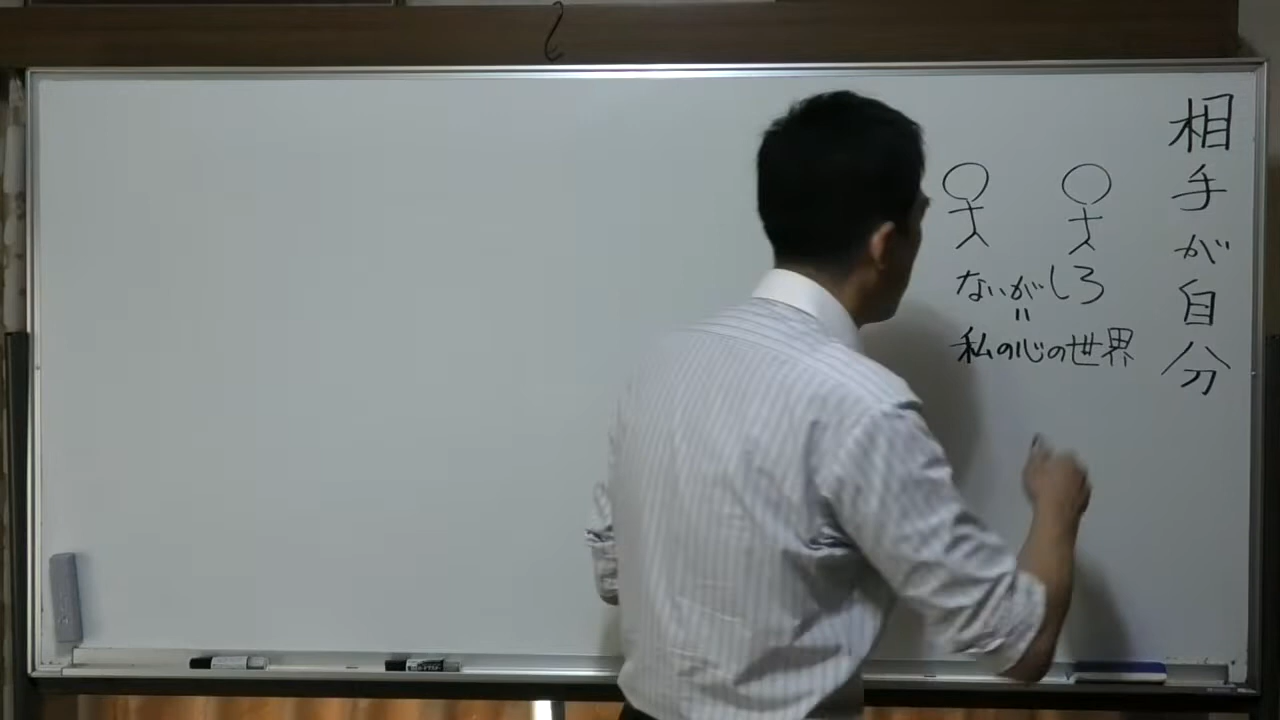 相手が自分
ないがしろ
〃
私の心の世界